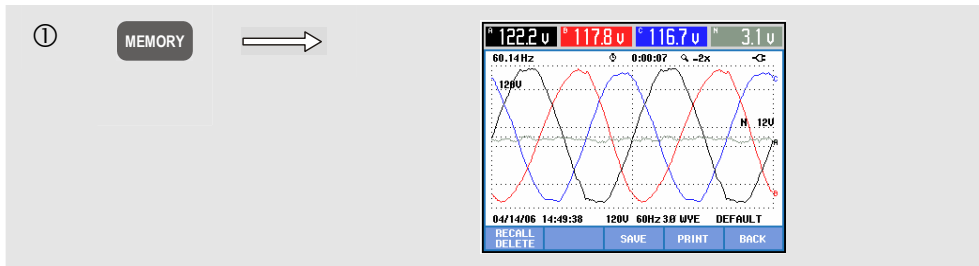 ①
MEMORY
A 122.2 V B 117.8 V C 116.7 V N 3.1 V
60.14Hz 0:00:07 -2x
C
120V
N 12V
A
B
04/14/06 14:49:38 120V 60Hz 3Ø WYE DEFAULT
RECALL
DELETE SAVE PRINT BACK